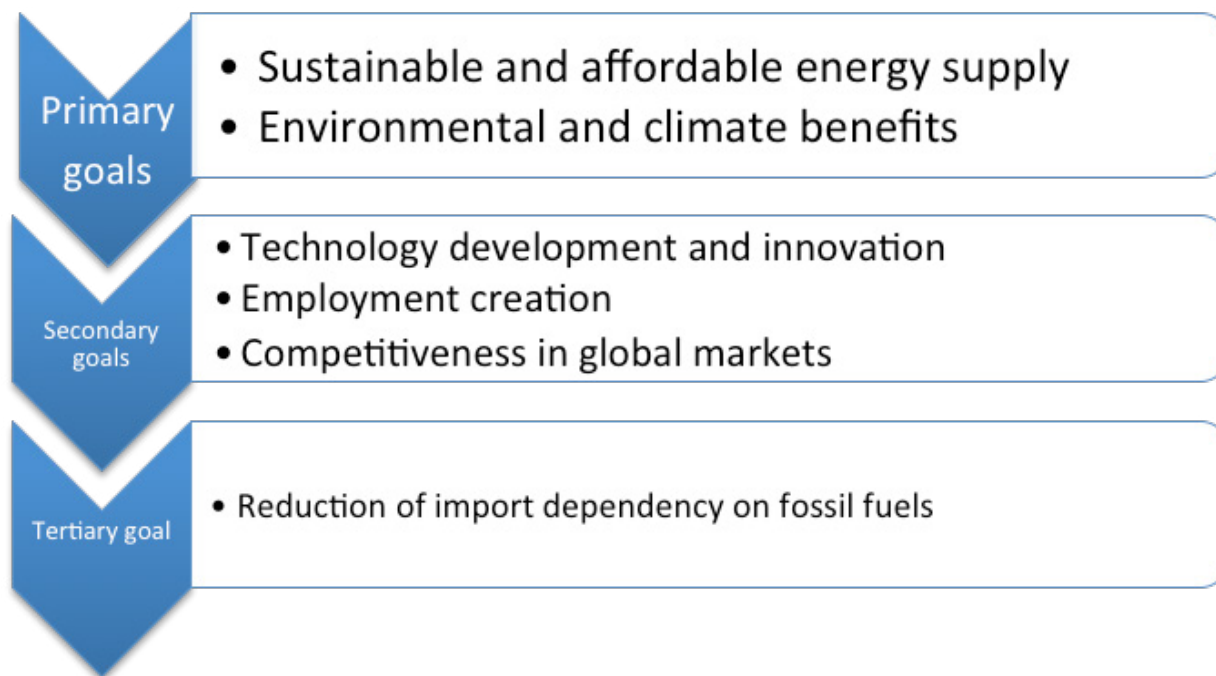 Primary
goals
• Sustainable and affordable energy supply
• Environmental and climate benefits
Secondary
goals
• Technology development and innovation
• Employment creation
• Competitiveness in global markets
Tertiary goal
• Reduction of import dependency on fossil fuels